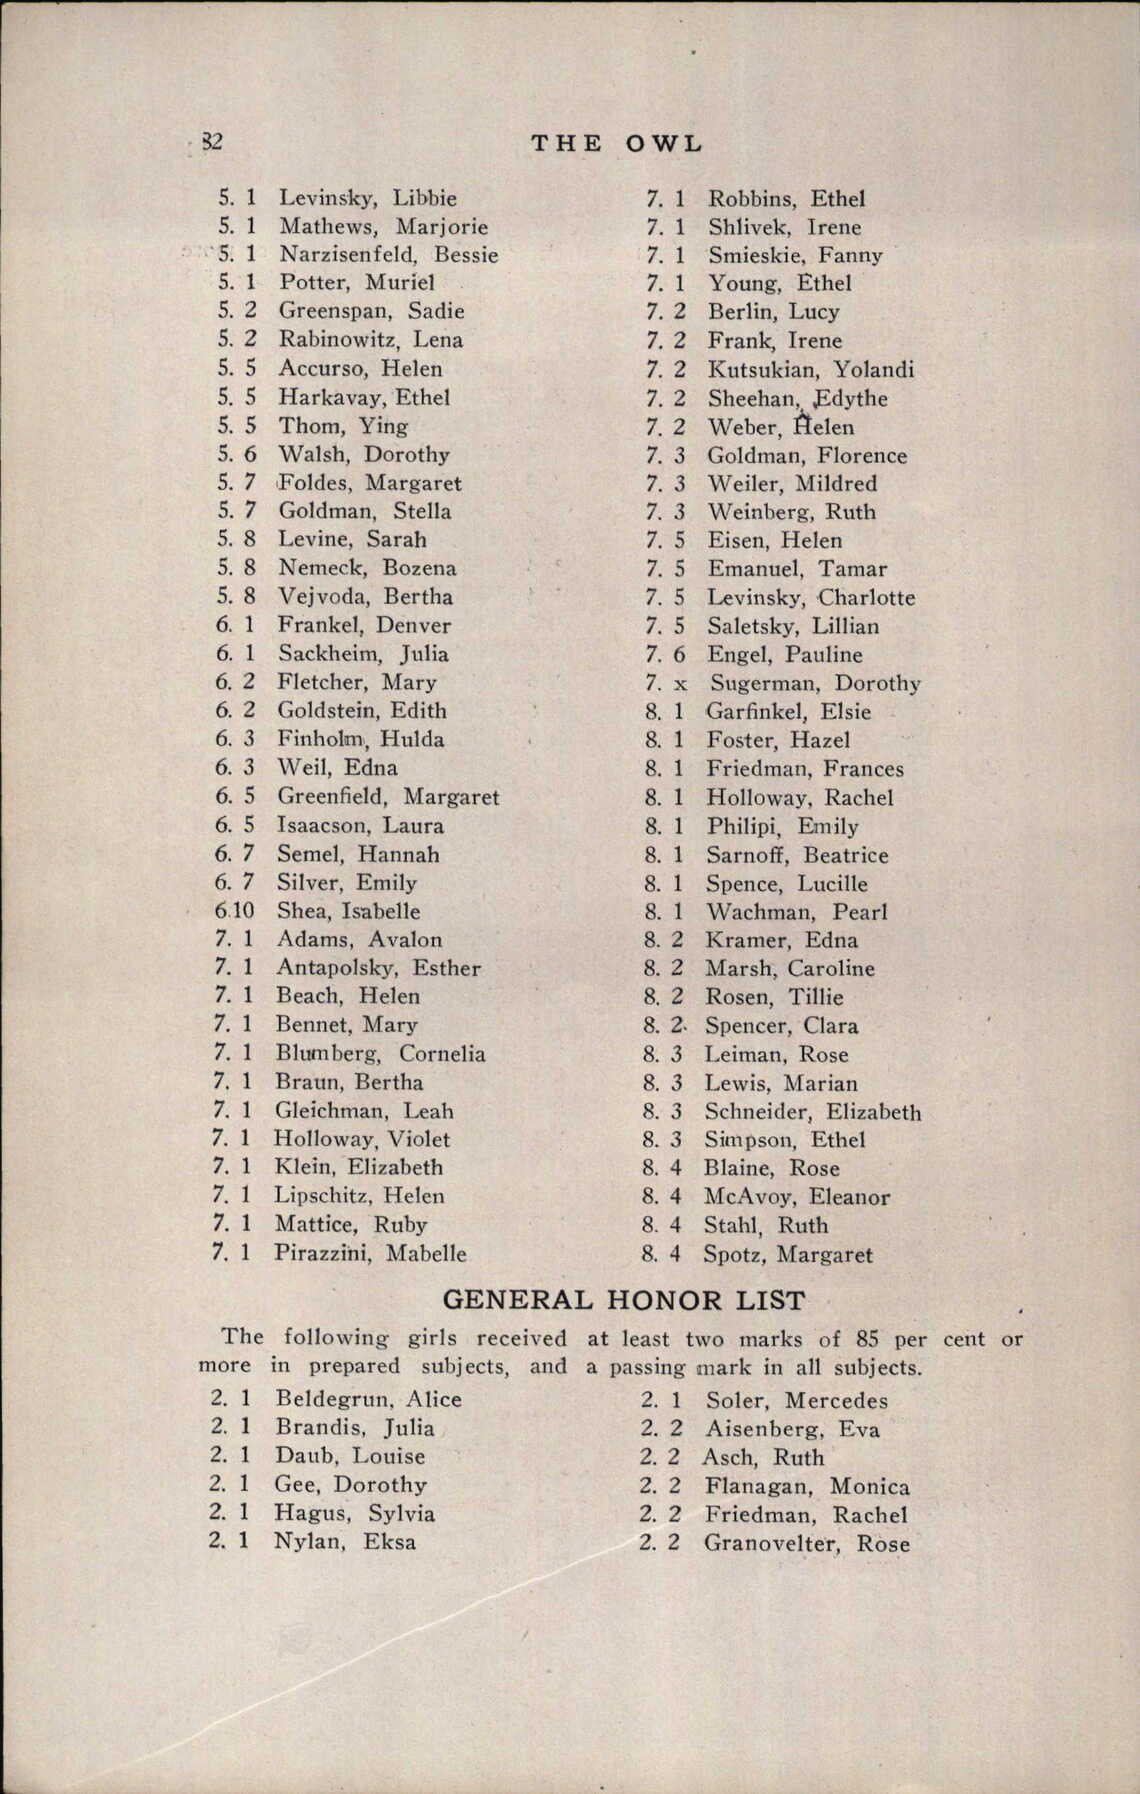 32
THE OWL
5. 1 Levinsky, Libbie
5. 1 Mathews, Marjorie
5. 1 Narzisenfeld, Bessie
5. 1 Potter, Muriel
5. 2 Greenspan, Sadie
5. 2 Rabinowitz, Lena
5. 5 Accurso, Helen
5. 5 Harkavay, Ethel
5. 5 Thom, Ying
5. 6 Walsh, Dorothy
5. 7 Foldes, Margaret
5. 7 Goldman, Stella
5. 8 Levine, Sarah
5. 8 Nemeck, Bozena
5. 8 Vejvoda, Bertha
6. 1 Frankel, Denver
6. 1 Sackheim, Julia
6. 2 Fletcher, Mary
6. 2 Goldstein, Edith
6. 3 Finholm, Hulda
6. 3 Weil, Edna
6. 5 Greenfield, Margaret
6. 5 Isaacson, Laura
6. 7 Semel, Hannah
6. 7 Silver, Emily
6.10 Shea, Isabelle
7. 1 Adams, Avalon
7. 1 Antapolsky, Esther
7. 1 Beach, Helen
7. 1 Bennet, Mary
7. 1 Blumberg, Cornelia
7. 1 Braun, Bertha
7. 1 Gleichman, Leah
7. 1 Holloway, Violet
7. 1 Klein, Elizabeth
7. 1 Lipschitz, Helen
7. 1 Mattice, Ruby
7. 1 Pirazzini, Mabelle
7. 1 Robbins, Ethel
7. 1 Shlivek, Irene
7. 1 Smieskie, Fanny
7. 1 Young, Ethel
7. 2 Berlin, Lucy
7. 2 Frank, Irene
7. 2 Kutsukian, Yolandi
7. 2 Sheehan, Edythe
7. 2 Weber, Helen
7. 3 Goldman, Florence
7. 3 Weiler, Mildred
7. 3 Weinberg, Ruth
7. 5 Eisen, Helen
7. 5 Emanuel, Tamar
7. 5 Levinsky, Charlotte
7. 5 Saletsky, Lillian
7. 6 Engel, Pauline
7. x Sugerman, Dorothy
8. 1 Garfinkel, Elsie
8. 1 Foster, Hazel
8. 1 Friedman, Frances
8. 1 Holloway, Rachel
8. 1 Philipi, Emily
8. 1 Sarnoff, Beatrice
8. 1 Spence, Lucille
8. 1 Wachman, Pearl
8. 2 Kramer, Edna
8. 2 Marsh, Caroline
8. 2 Rosen, Tillie
8. 2. Spencer, Clara
8. 3 Leiman, Rose
8. 3 Lewis, Marian
8. 3 Schneider, Elizabeth
8. 3 Simpson, Ethel
8. 4 Blaine, Rose
8. 4 McAvoy, Eleanor
8. 4 Stahl, Ruth
8. 4 Spotz, Margaret
GENERAL HONOR LIST
The following girls received at least two marks of 85 per cent or
more in prepared subjects, and a passing mark in all subjects.
2. 1 Beldegrun, Alice
2. 1 Brandis, Julia
2. 1 Daub, Louise
2. 1 Gee, Dorothy
2. 1 Hagus, Sylvia
2. 1 Nylan, Eksa
2. 1 Soler, Mercedes
2. 2 Aisenberg, Eva
2. 2 Asch, Ruth
2. 2 Flanagan, Monica
2. 2 Friedman, Rachel
2. 2 Granovelter, Rose